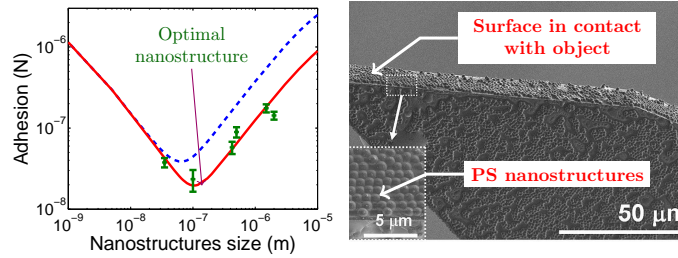 Adhesion (N)
10⁻⁶
10⁻⁷
10⁻⁸
Optimal
nanostructure
10⁻⁹
10⁻⁸
10⁻⁷
10⁻⁶
10⁻⁵
Nanostructures size (m)
Surface in contact
with object
PS nanostructures
5 μm
50 μm